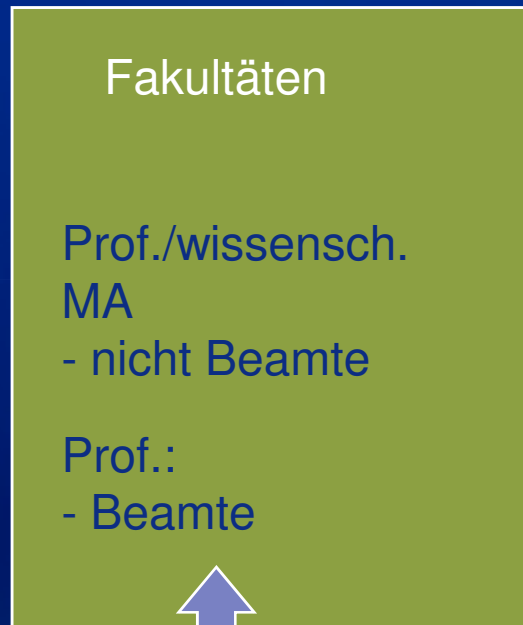 Fakultäten
Prof./wissensch.
MA
- nicht Beamte
Prof.:
- Beamte